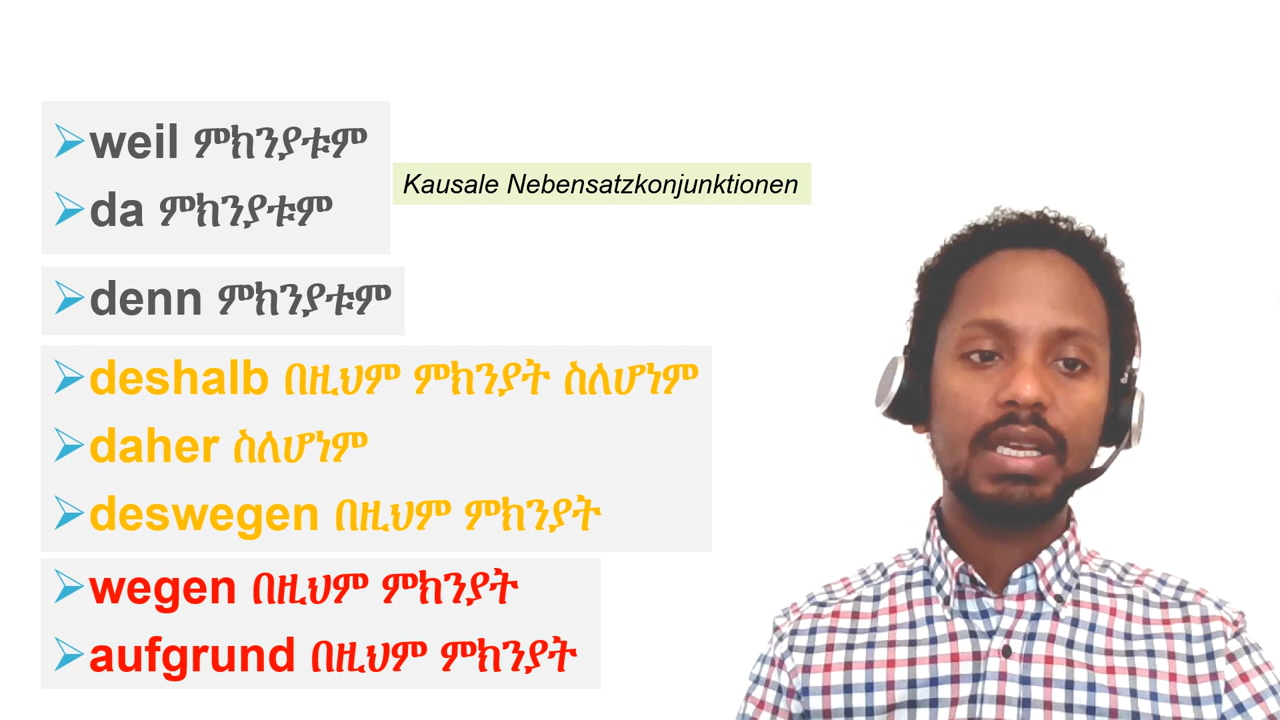 weil ምክንያቱም
da ምክንያቱም
Kausale Nebensatzkonjunktionen
denn ምክንያቱም
deshalb በዚህም ምክንያት ስለሆነም
daher ስለሆነም
deswegen በዚህም ምክንያት
wegen በዚህም ምክንያት
aufgrund በዚህም ምክንያት